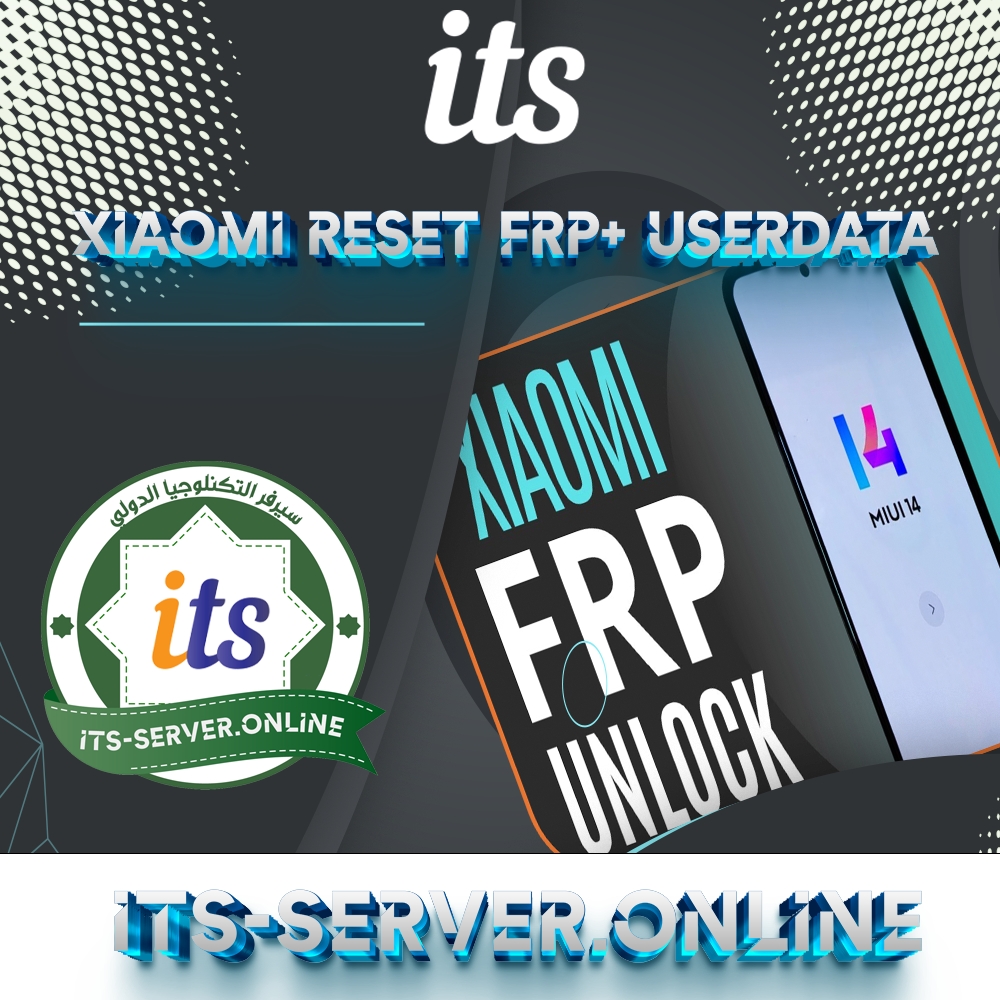 its
XIAOMI RESET FRP+ USERDATA
XIAOMI
FRP
UNLOCK
14
MIUI 14
سيرفر التكنلوجيا الدولي
its
ITS-SERVER.ONLINE
ITS-SERVER.ONLINE